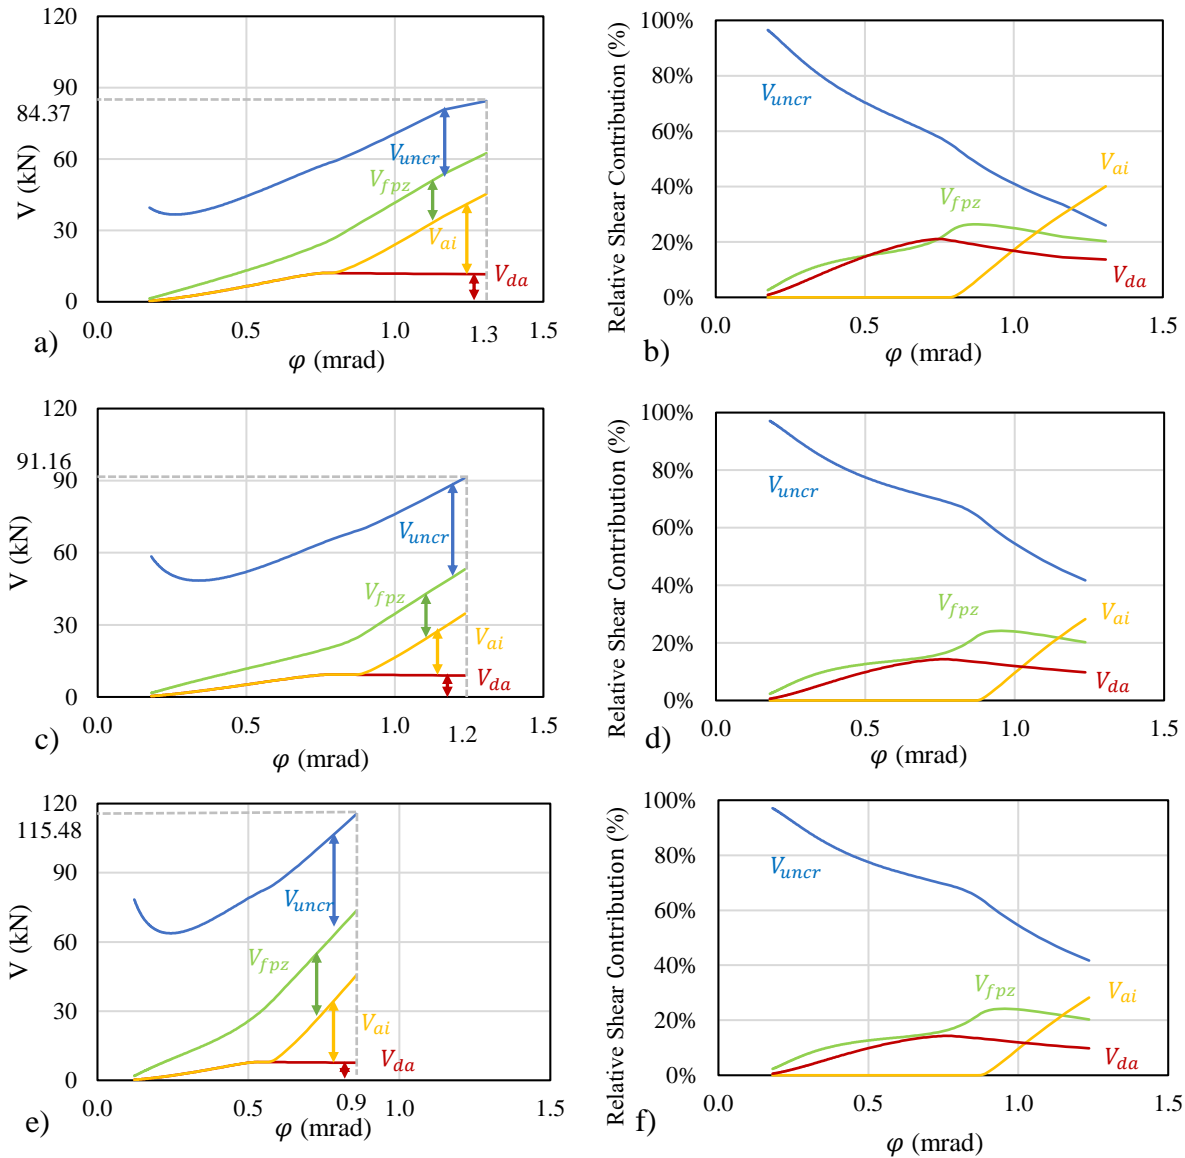 120
90
84.37
60
30
0
V (kN)
V_uncr
V_fpz
V_ai
V_da
0.0
0.5
1.0
1.3
1.5
φ (mrad)
a)
100%
80%
60%
40%
20%
0%
Relative Shear Contribution (%)
V_uncr
V_ai
V_fpz
V_da
0.0
0.5
1.0
1.5
φ (mrad)
b)
120
91.16
90
60
30
0
V (kN)
V_uncr
V_fpz
V_ai
V_da
0.0
0.5
1.0
1.2
1.5
φ (mrad)
c)
100%
80%
60%
40%
20%
0%
Relative Shear Contribution (%)
V_uncr
V_fpz
V_ai
V_da
0.0
0.5
1.0
1.5
φ (mrad)
d)
120
115.48
90
60
30
0
V (kN)
V_uncr
V_fpz
V_ai
V_da
0.0
0.5
0.9
1.0
1.5
φ (mrad)
e)
100%
80%
60%
40%
20%
0%
Relative Shear Contribution (%)
V_uncr
V_fpz
V_ai
V_da
0.0
0.5
1.0
1.5
φ (mrad)
f)